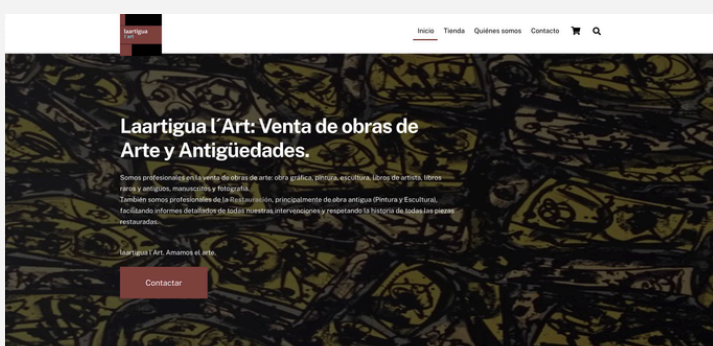 laartigua
l´art
Inicio Tienda Quiénes somos Contacto
Laartigua l´Art: Venta de obras de
Arte y Antigüedades.
Somos profesionales en la venta de obras de arte: obra gráfica, pintura, escultura, libros de artista, libros
raros y antiguos, manuscritos y fotografía.
También somos profesionales de la Restauración, principalmente de obra antigua (Pintura y Escultura),
facilitando informes detallados de todas nuestras intervenciones y respetando la historia de todas las piezas
restauradas.
laartigua l´Art. Amamos el arte.
Contactar